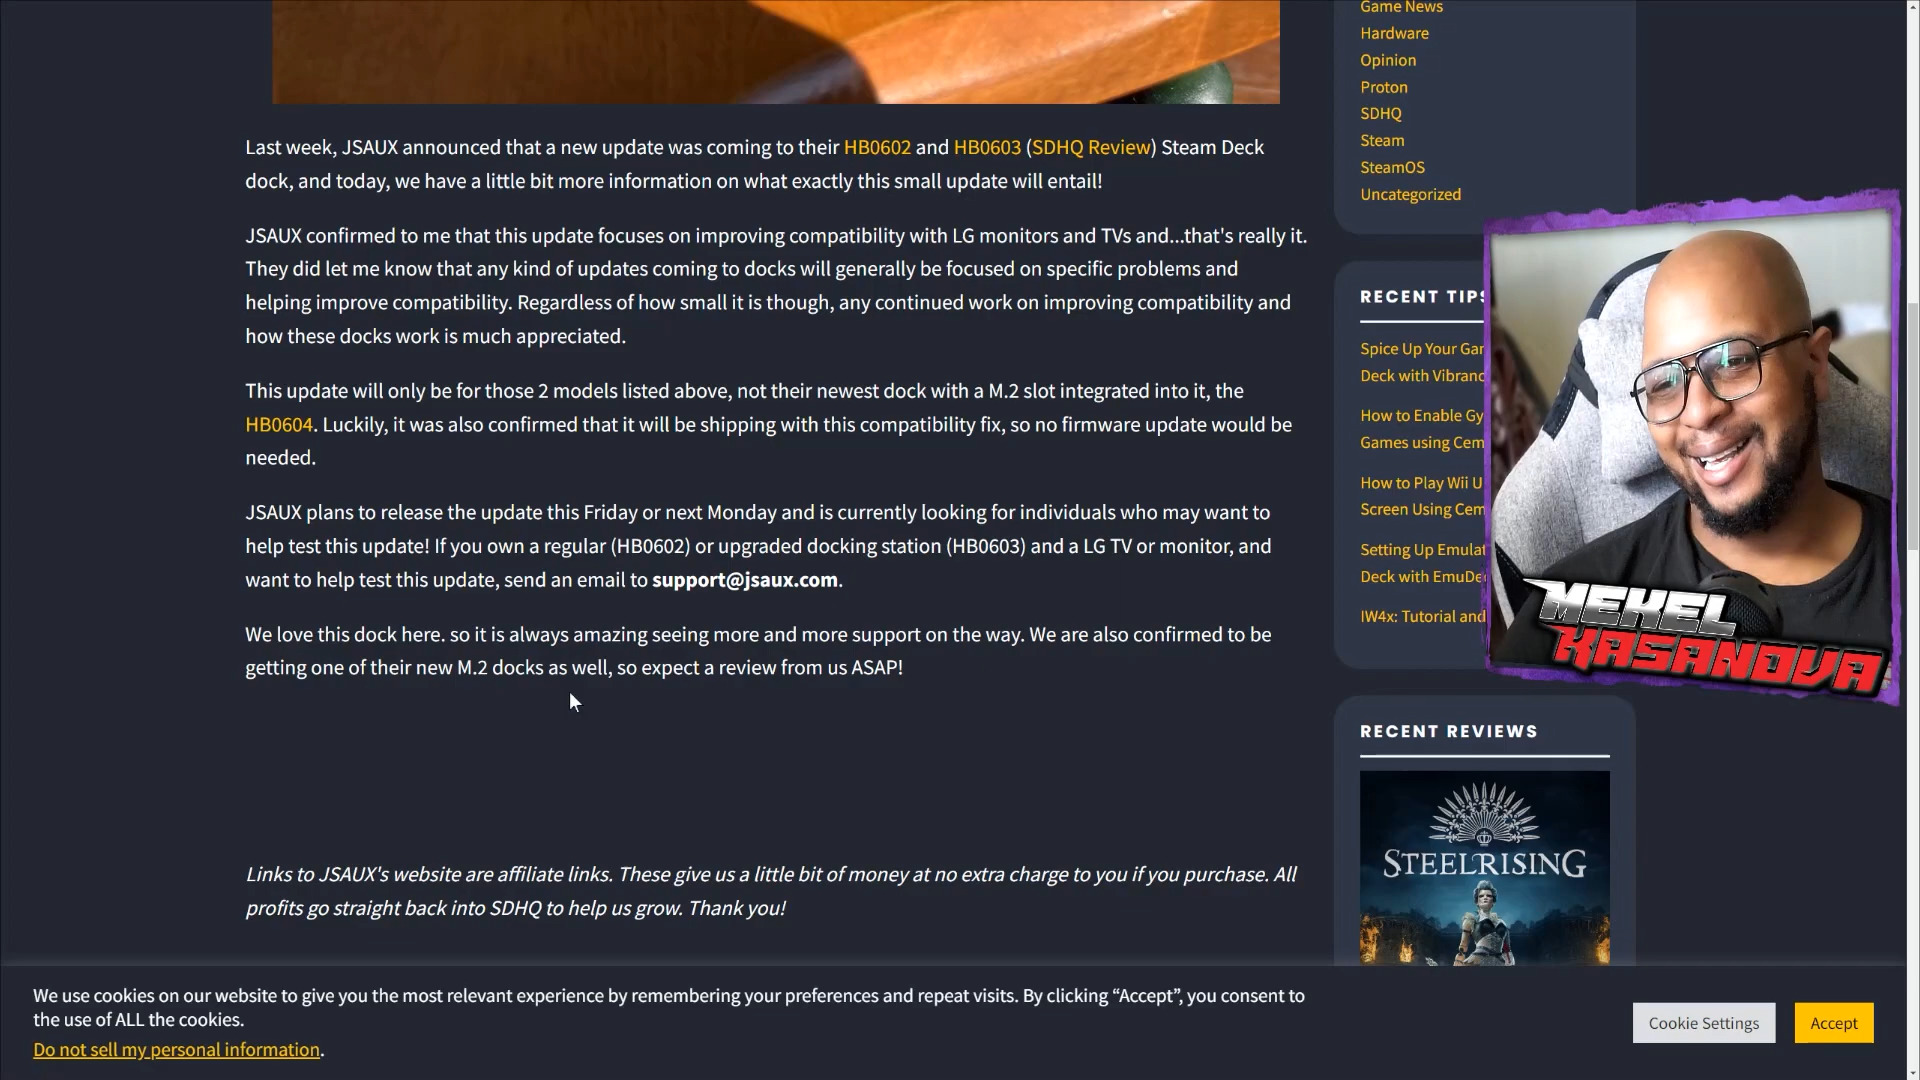 Game News
Hardware
Opinion
Proton
SDHQ
Steam
SteamOS
Uncategorized
Last week, JSAUX announced that a new update was coming to their HB0602 and HB0603 (SDHQ Review) Steam Deck
dock, and today, we have a little bit more information on what exactly this small update will entail!
JSAUX confirmed to me that this update focuses on improving compatibility with LG monitors and TVs and...that's really it.
They did let me know that any kind of updates coming to docks will generally be focused on specific problems and
helping improve compatibility. Regardless of how small it is though, any continued work on improving compatibility and
how these docks work is much appreciated.
This update will only be for those 2 models listed above, not their newest dock with a M.2 slot integrated into it, the
HB0604. Luckily, it was also confirmed that it will be shipping with this compatibility fix, so no firmware update would be
needed.
JSAUX plans to release the update this Friday or next Monday and is currently looking for individuals who may want to
help test this update! If you own a regular (HB0602) or upgraded docking station (HB0603) and a LG TV or monitor, and
want to help test this update, send an email to support@jsaux.com.
We love this dock here. so it is always amazing seeing more and more support on the way. We are also confirmed to be
getting one of their new M.2 docks as well, so expect a review from us ASAP!
Links to JSAUX's website are affiliate links. These give us a little bit of money at no extra charge to you if you purchase. All
profits go straight back into SDHQ to help us grow. Thank you!
RECENT TIPS
Spice Up Your
Deck with
How to Enable
Games using
How to Play Wii U
Screen Using
Setting Up
Deck with
IW4x: Tutorial and
MEKEL
KASANOVA
RECENT REVIEWS
STEELRISING
We use cookies on our website to give you the most relevant experience by remembering your preferences and repeat visits. By clicking “Accept”, you consent to
the use of ALL the cookies.
Do not sell my personal information.
Cookie Settings
Accept